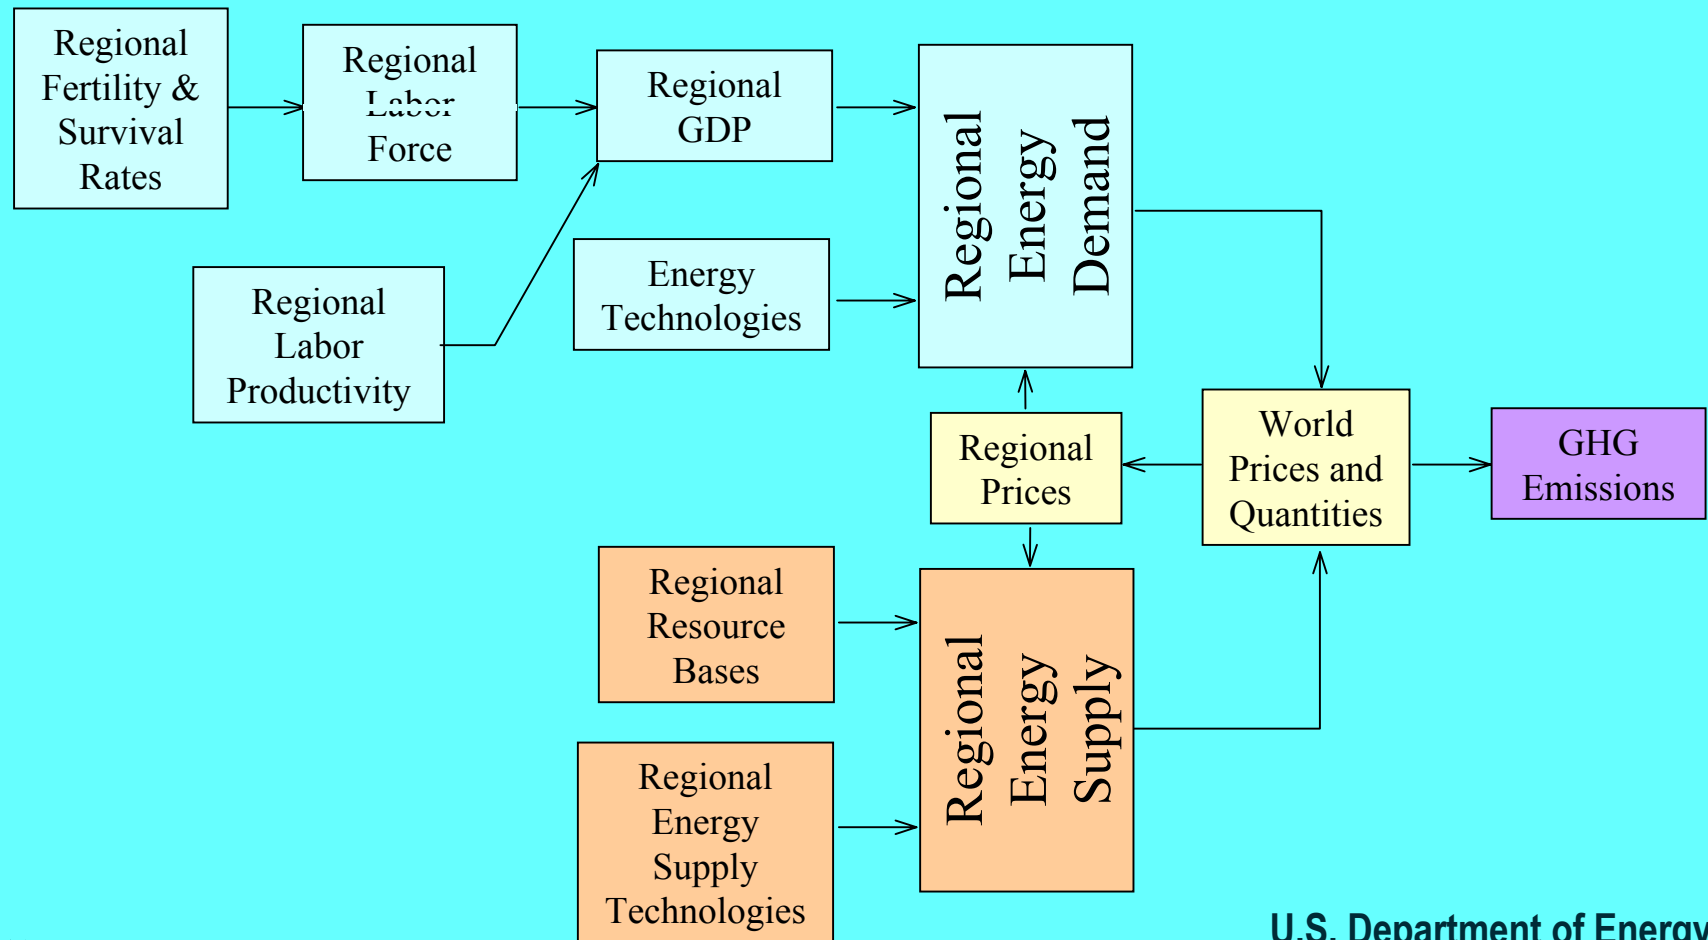 Regional
Fertility &
Survival
Rates
Regional
Labor
Force
Regional
GDP
Regional
Energy
Demand
Regional
Labor
Productivity
Energy
Technologies
Regional
Prices
World
Prices and
Quantities
GHG
Emissions
Regional
Resource
Bases
Regional
Energy
Supply
Regional
Energy
Supply
Technologies
U.S. Department of Energy